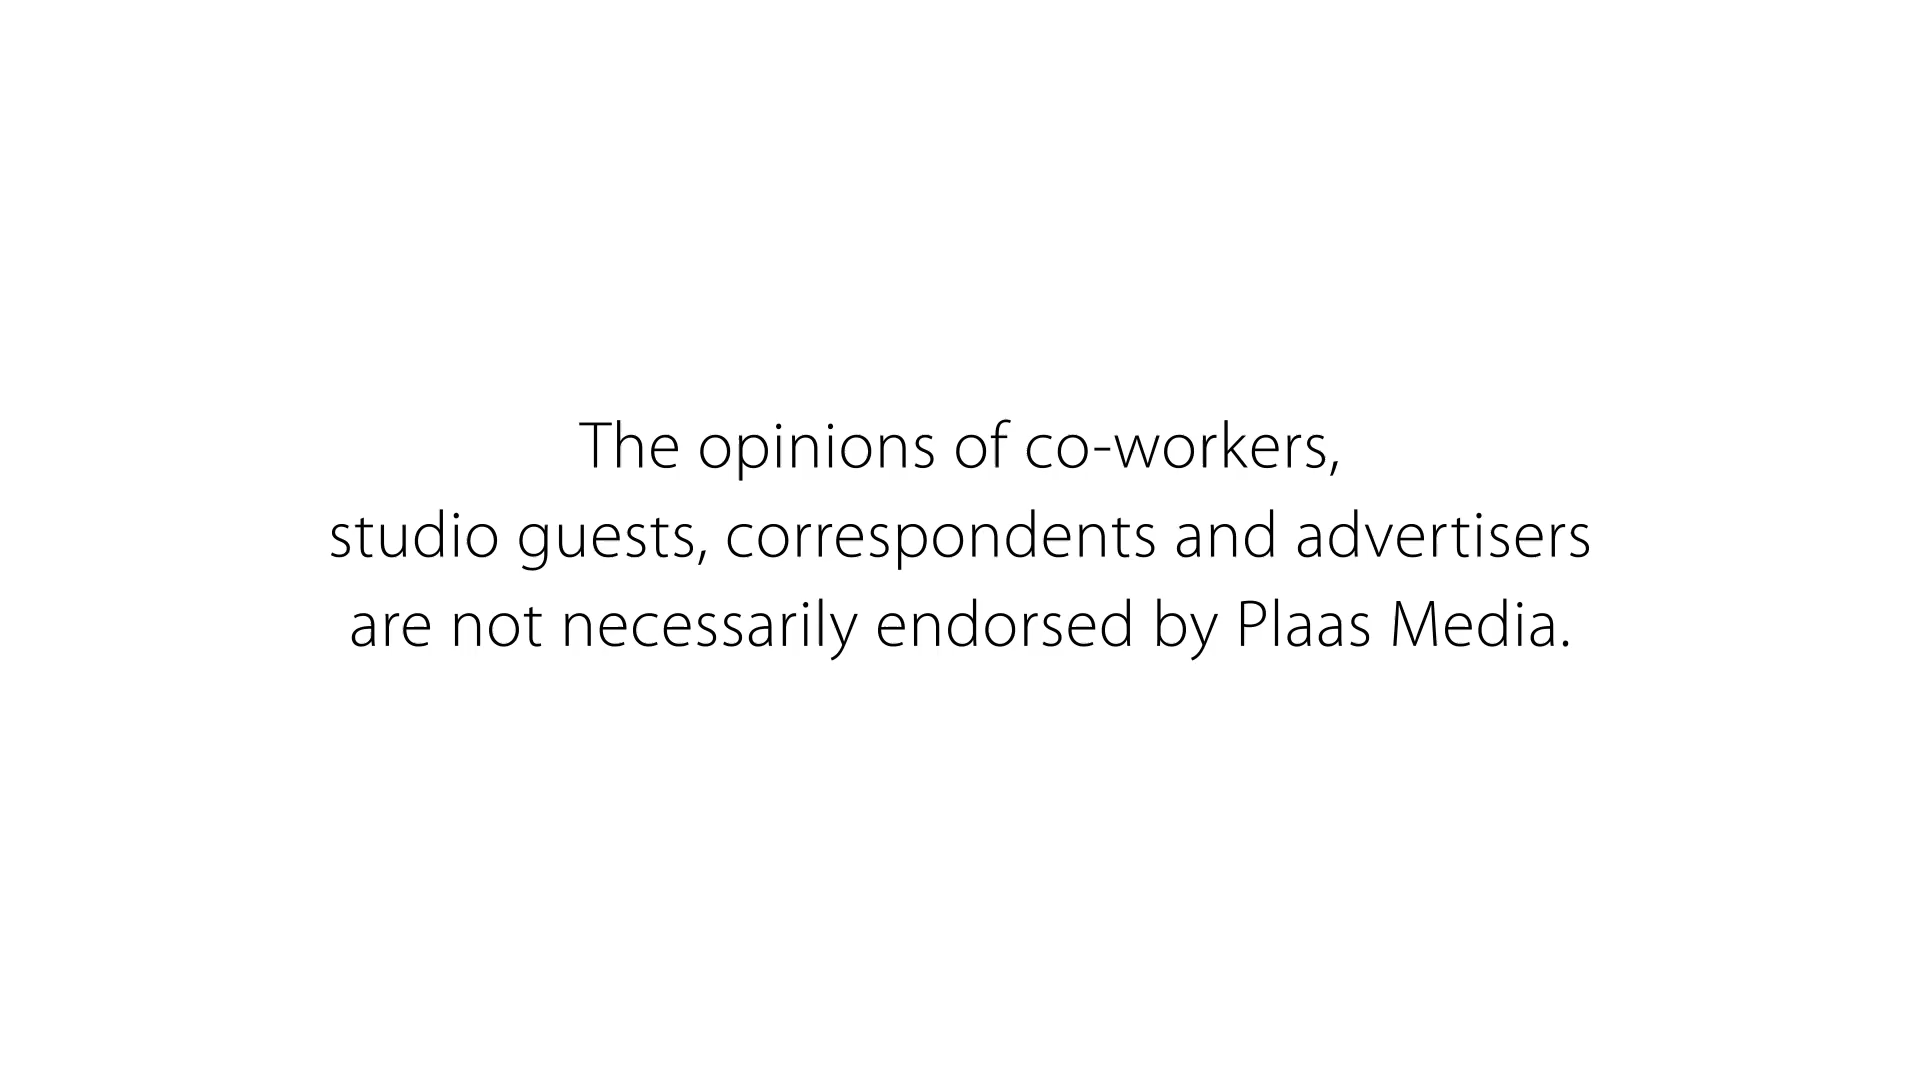 The opinions of co-workers,
studio guests, correspondents and advertisers
are not necessarily endorsed by Plaas Media.